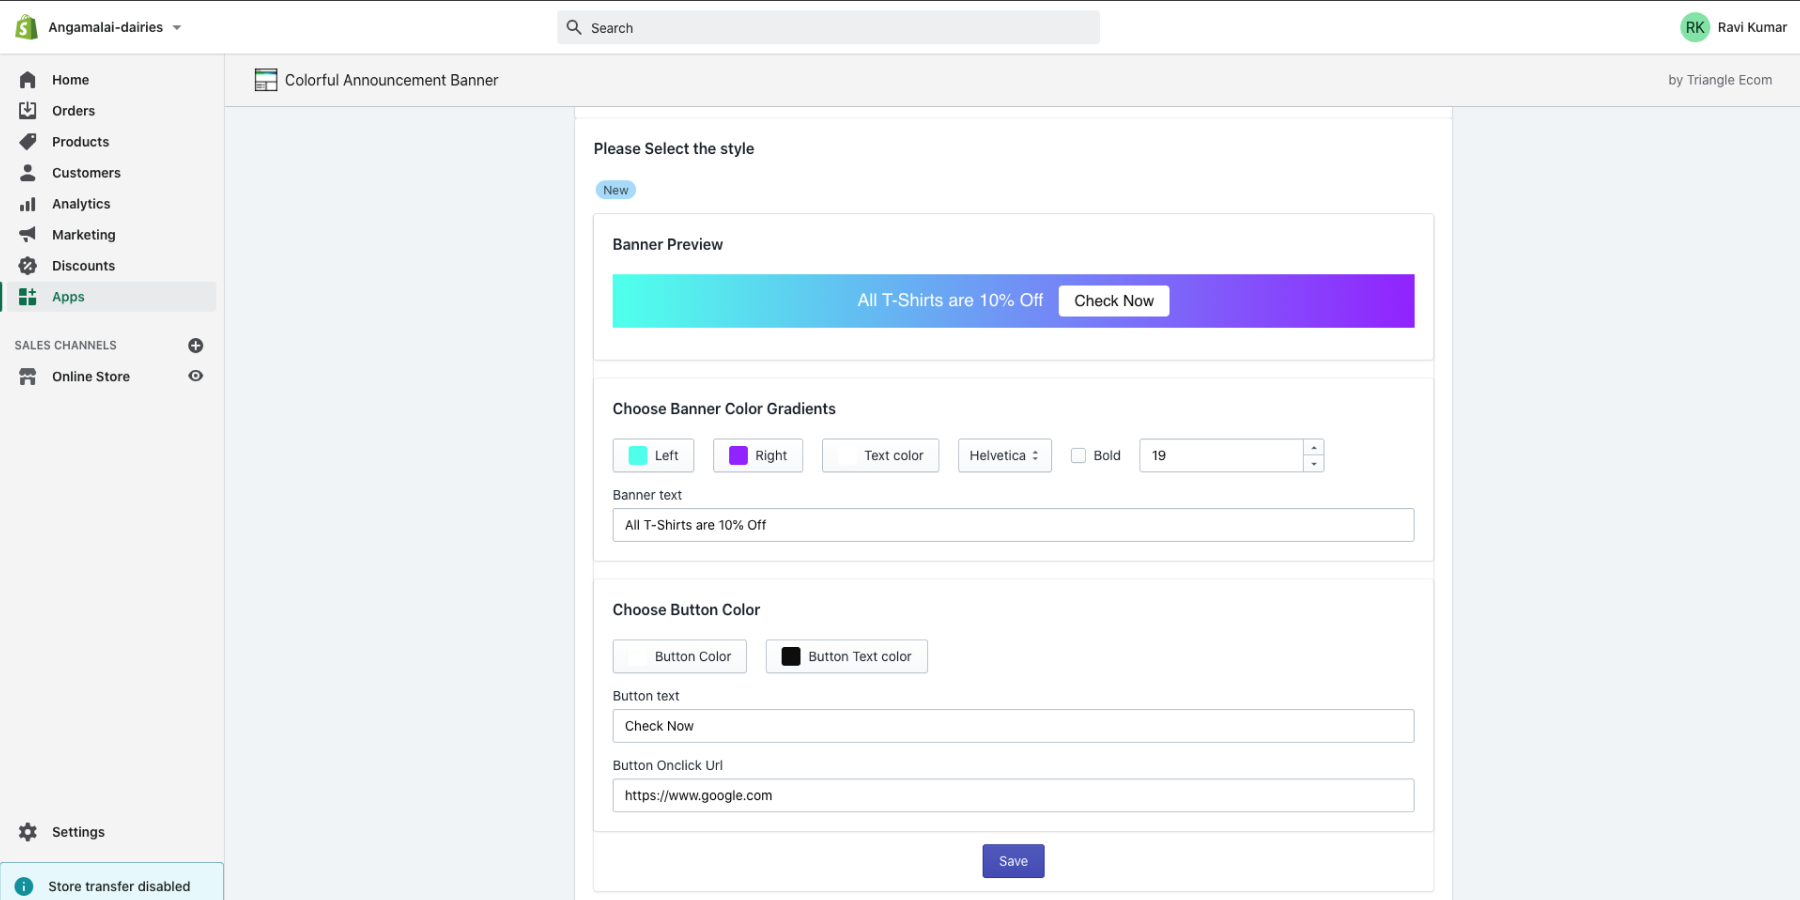 Angamalai-dairies
Search
RK Ravi Kumar
Home
Orders
Products
Customers
Analytics
Marketing
Discounts
Apps
SALES CHANNELS
Online Store
Settings
Store transfer disabled
Colorful Announcement Banner
by Triangle Ecom
Please Select the style
New
Banner Preview
All T-Shirts are 10% Off Check Now
Choose Banner Color Gradients
Left Right Text color Helvetica Bold 19
Banner text
All T-Shirts are 10% Off
Choose Button Color
Button Color Button Text color
Button text
Check Now
Button Onclick Url
https://www.google.com
Save